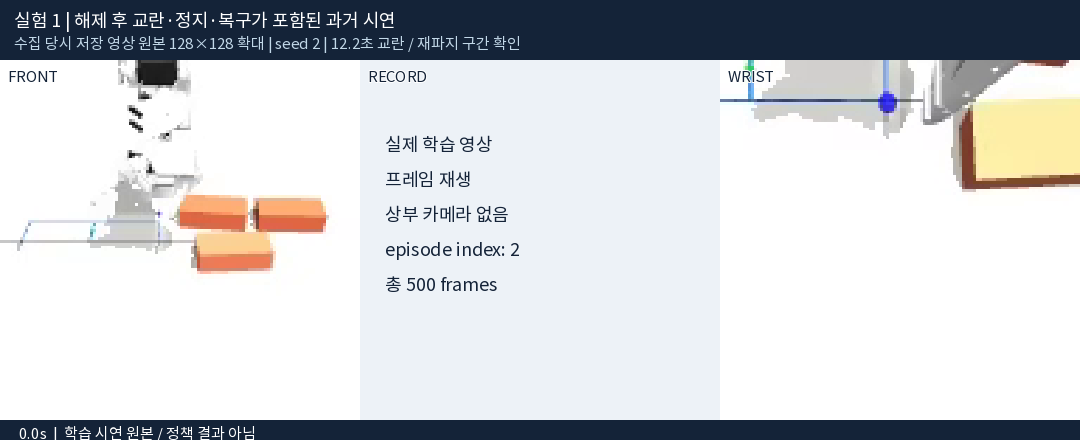 실험 1 | 해제 후 교란·정지·복구가 포함된 과거 시연
수집 당시 저장 영상 원본 128×128 확대 | seed 2 | 12.2초 교란 / 재파지 구간 확인
FRONT
RECORD
WRIST
실제 학습 영상
프레임 재생
상부 카메라 없음
episode index: 2
총 500 frames
0.0s | 학습 시연 원본 / 정책 결과 아님